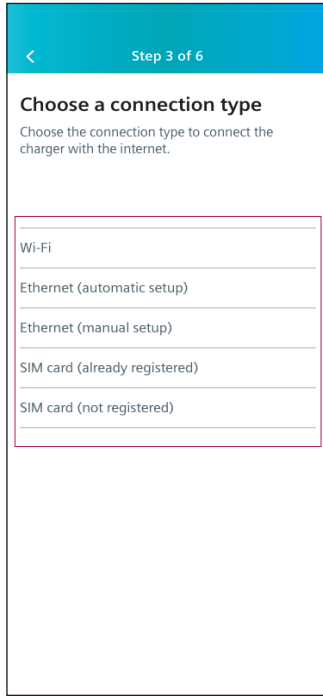 Step 3 of 6
Choose a connection type
Choose the connection type to connect the
charger with the internet.
Wi-Fi
Ethernet (automatic setup)
Ethernet (manual setup)
SIM card (already registered)
SIM card (not registered)